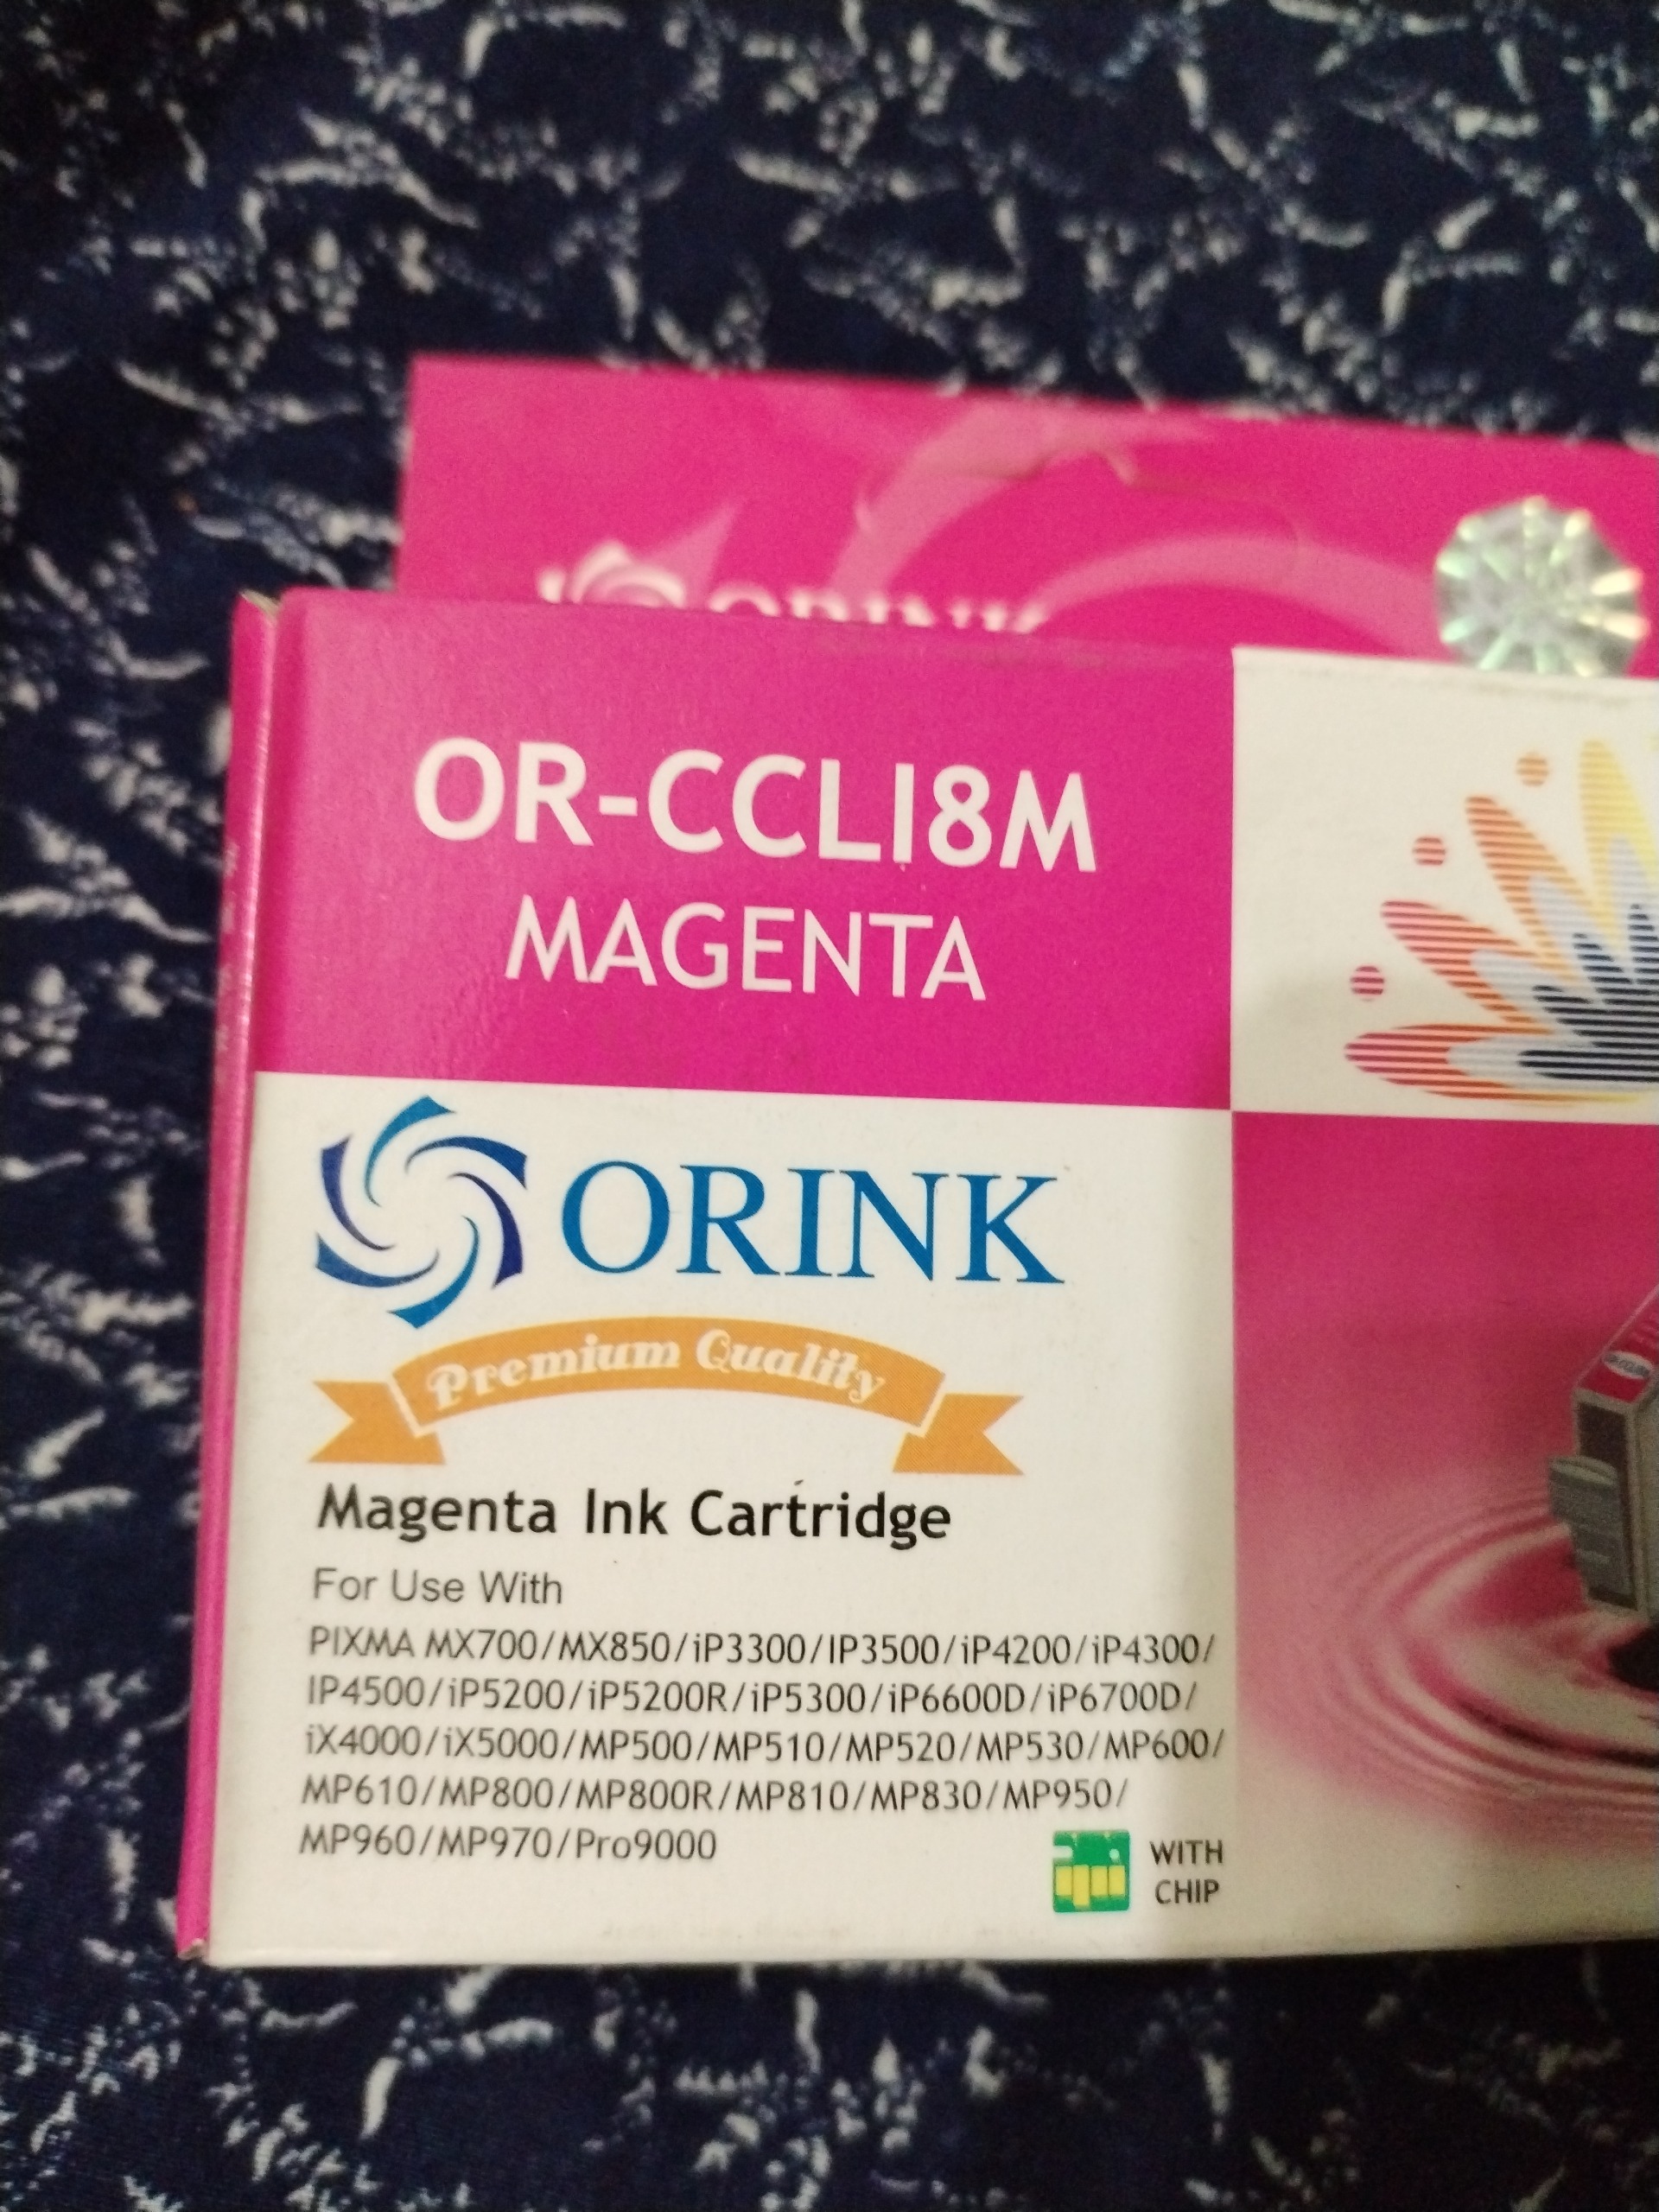 ORINK
OR-CCLI8M
MAGENTA
ORINK
Premium Quality
Magenta Ink Cartridge
For Use With
PIXMA MX700/MX850/iP3300/IP3500/iP4200/iP4300/
IP4500/iP5200/iP5200R/iP5300/iP6600D/iP6700D/
iX4000/iX5000/MP500/MP510/MP520/MP530/MP600/
MP610/MP800/MP800R/MP810/MP830/MP950/
MP960/MP970/Pro9000
WITH
CHIP